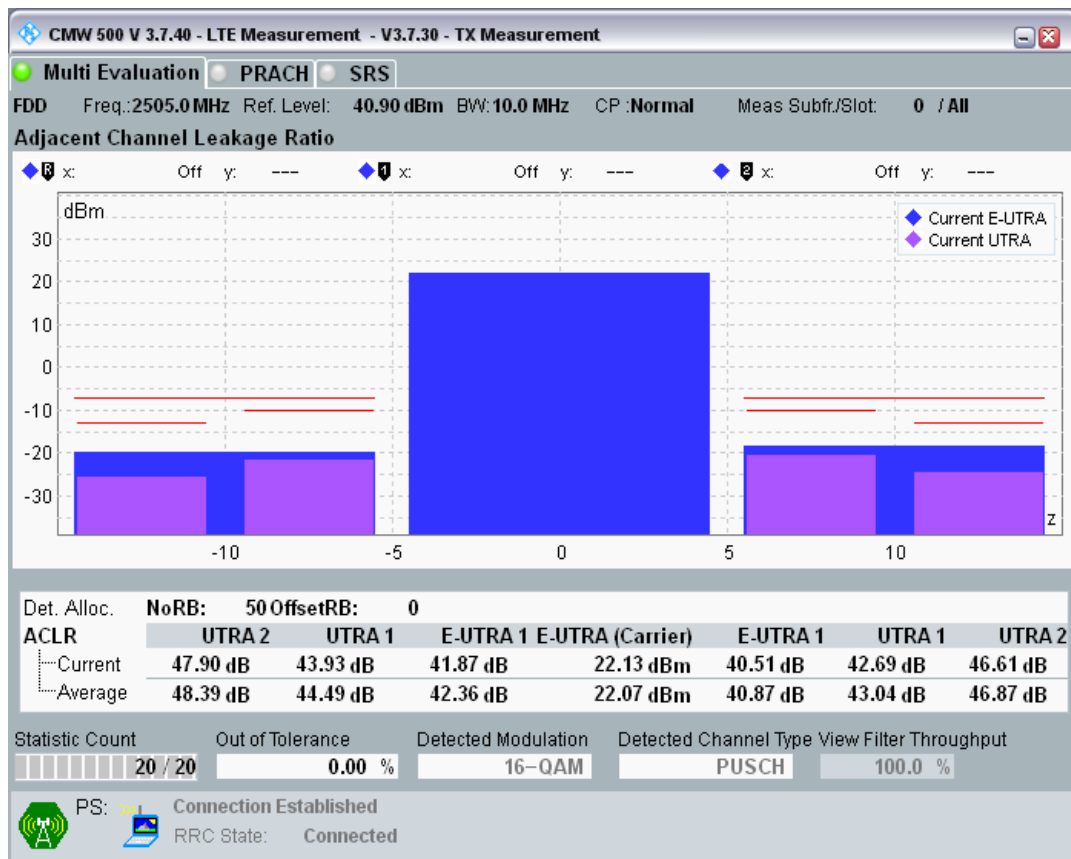 CMW 500 V 3.7.40 - LTE Measurement - V3.7.30 - TX Measurement
Multi Evaluation PRACH SRS
FDD Freq.:2505.0 MHz Ref. Level: 40.90 dBm BW:10.0 MHz CP :Normal Meas Subfr./Slot: 0 / All
Adjacent Channel Leakage Ratio
R x: Off y: --- 1 x: Off y: --- 2 x: Off y: ---
dBm
Current E-UTRA
Current UTRA
30
20
10
0
-10
-20
-30
z
-10 -5 0 5 10
Det. Alloc. NoRB: 50 OffsetRB: 0
ACLR UTRA 2 UTRA 1 E-UTRA 1 E-UTRA (Carrier) E-UTRA 1 UTRA 1 UTRA 2
Current 47.90 dB 43.93 dB 41.87 dB 22.13 dBm 40.51 dB 42.69 dB 46.61 dB
Average 48.39 dB 44.49 dB 42.36 dB 22.07 dBm 40.87 dB 43.04 dB 46.87 dB
Statistic Count Out of Tolerance Detected Modulation Detected Channel Type View Filter Throughput
20 / 20 0.00 % 16-QAM PUSCH 100.0 %
PS: Connection Established
RRC State: Connected